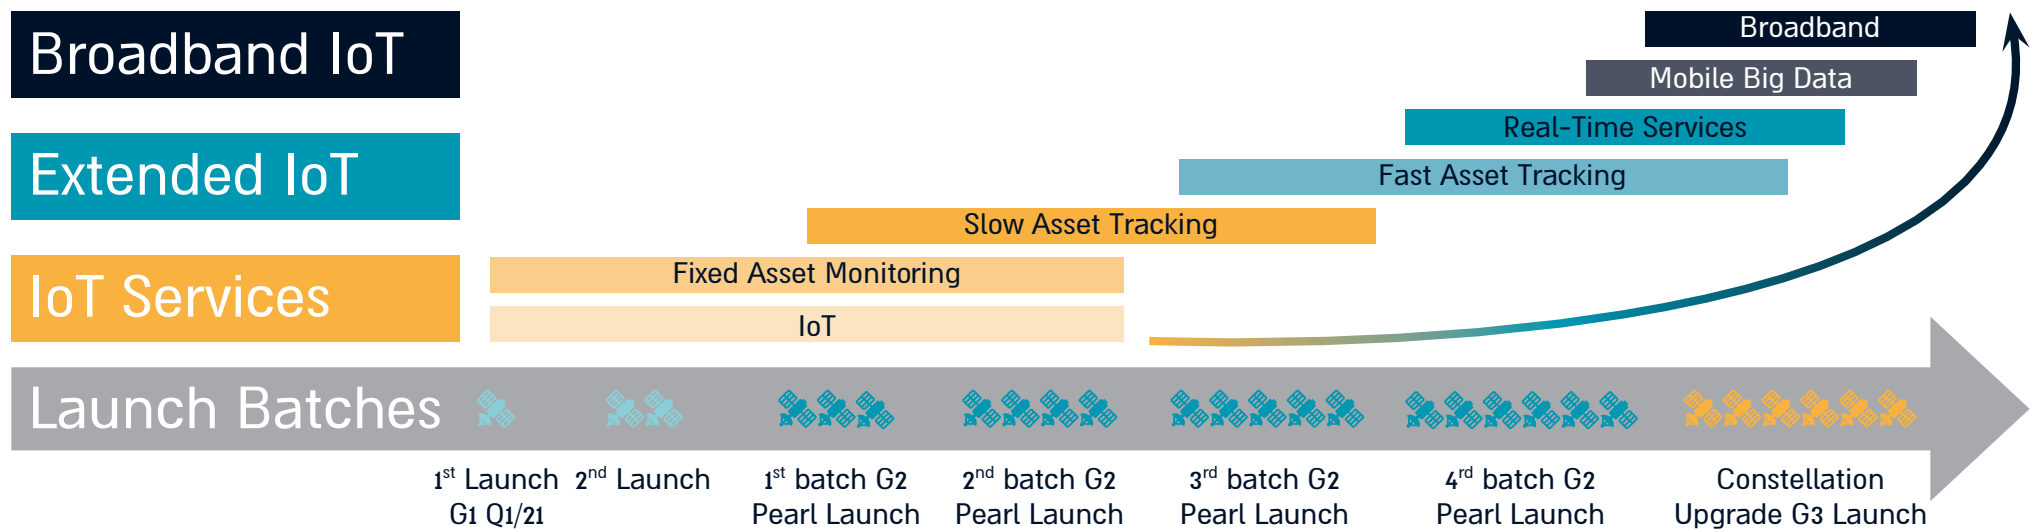 Broadband IoT
Broadband
Mobile Big Data
Real-Time Services
Extended IoT
Fast Asset Tracking
Slow Asset Tracking
IoT Services
Fixed Asset Monitoring
IoT
Launch Batches
1st Launch
G1 Q1/21
2nd Launch
1st batch G2
Pearl Launch
2nd batch G2
Pearl Launch
3rd batch G2
Pearl Launch
4rd batch G2
Pearl Launch
Constellation
Upgrade G3 Launch